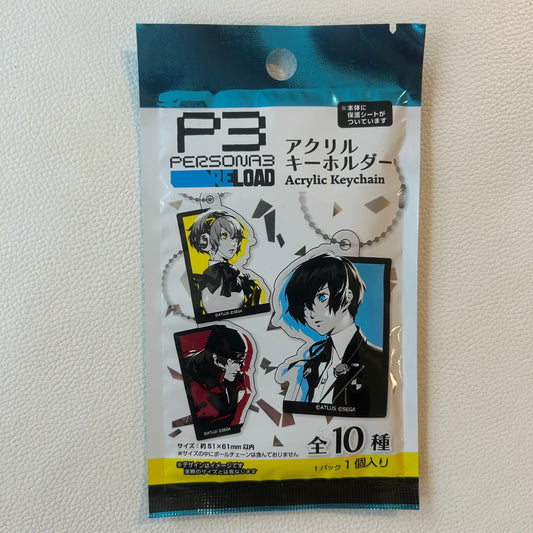 ※本体に
保護シートが
ついています
P3
PERSONA3
RELOAD
アクリル
キーホルダー
Acrylic Keychain
©ATLUS ©SEGA
©ATLUS ©SEGA
©ATLUS ©SEGA
サイズ：約51×61mm以内
※サイズの中にボールチェーンは含んでおりません
全10種
1パック 1個入り
※デザインはイメージです
実際のサイズとは異なります